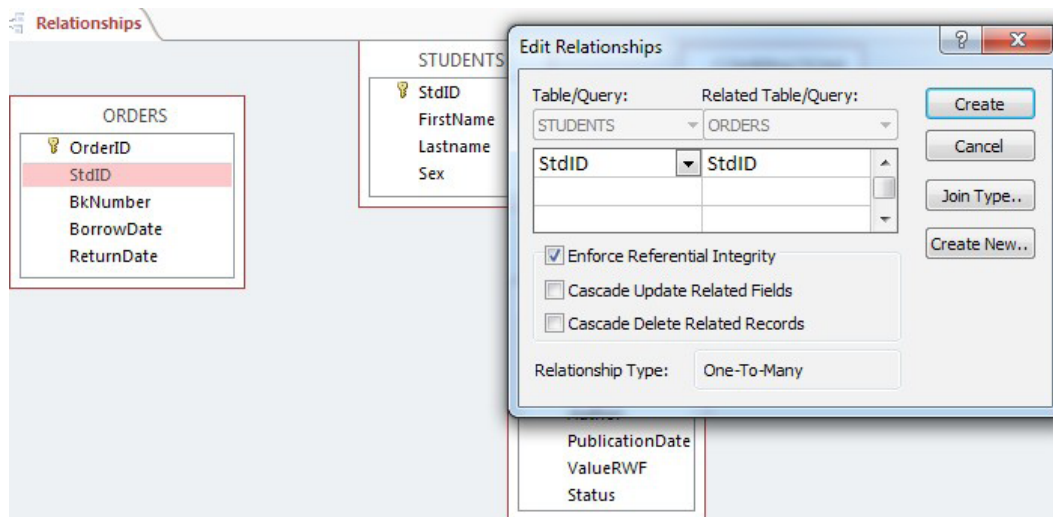 Relationships
ORDERS
OrderID
StdID
BkNumber
BorrowDate
ReturnDate
STUDENTS
StdID
FirstName
Lastname
Sex
Edit Relationships
Table/Query: Related Table/Query:
STUDENTS ORDERS
StdID StdID
Enforce Referential Integrity
Cascade Update Related Fields
Cascade Delete Related Records
Relationship Type: One-To-Many
?
X
Create
Cancel
Join Type..
Create New..
PublicationDate
ValueRWF
Status